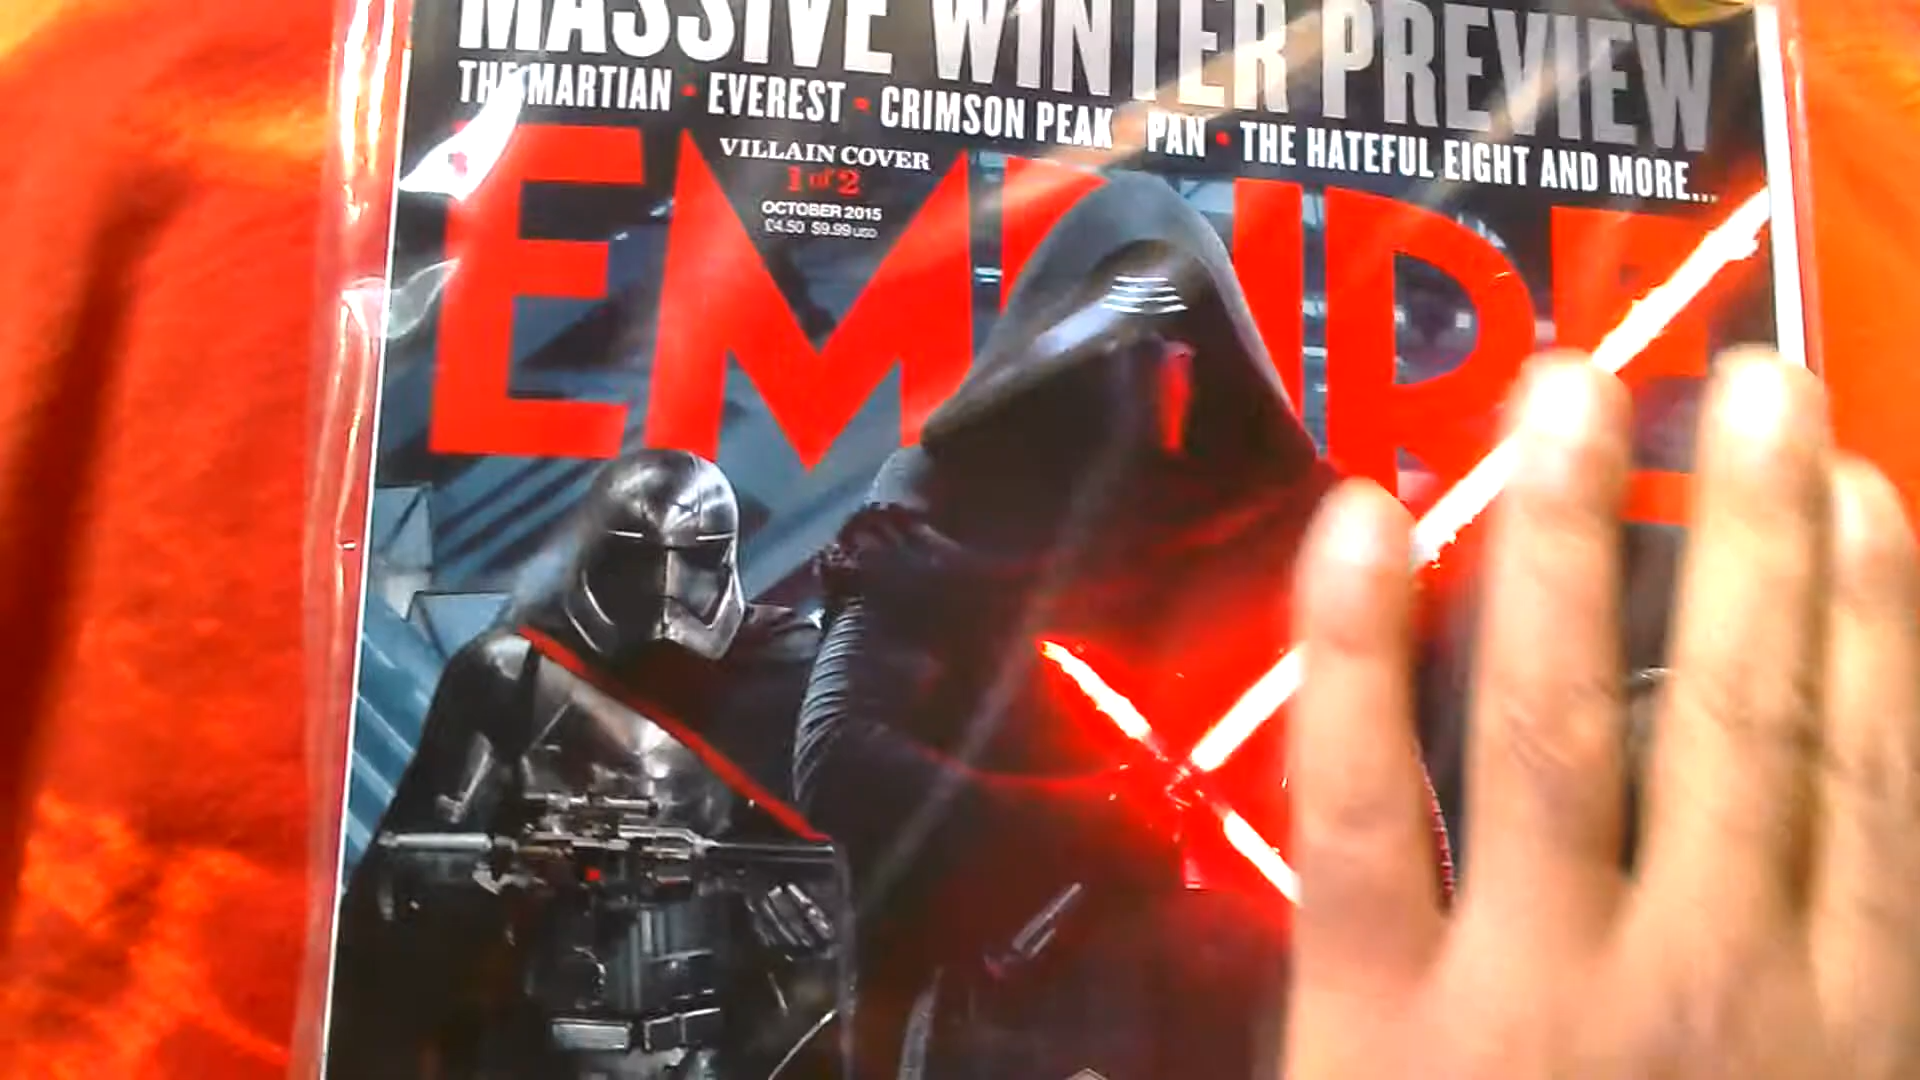 MASSIVE WINTER PREVIEW
THE MARTIAN • EVEREST • CRIMSON PEAK PAN • THE HATEFUL EIGHT AND MORE...
EMPIRE
VILLAIN COVER
1 of 2
OCTOBER 2015
£4.50 $9.99 USD